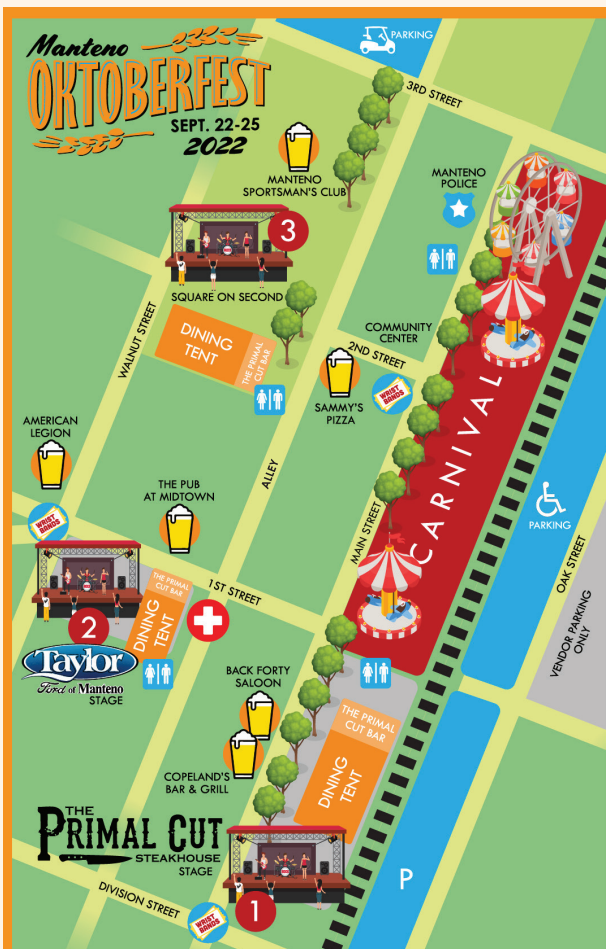 Manteno
OKTOBERFEST
SEPT. 22-25
2022
PARKING
3RD STREET
MANTENO
SPORTSMAN'S CLUB
MANTENO
POLICE
3
SQUARE ON SECOND
WALNUT STREET
DINING
TENT
THE PRIMAL
CUT BAR
COMMUNITY
CENTER
2ND STREET
WRIST
BANDS
SAMMY'S
PIZZA
CARNIVAL
AMERICAN
LEGION
WRIST
BANDS
THE PUB
AT MIDTOWN
ALLEY
MAIN STREET
PARKING
OAK STREET
VENDOR PARKING
ONLY
1ST STREET
THE PRIMAL
CUT BAR
DINING
TENT
2
Taylor
Ford of Manteno
STAGE
BACK FORTY
SALOON
COPELAND'S
BAR & GRILL
THE PRIMAL
CUT BAR
DINING
TENT
THE
PRIMAL CUT
STEAKHOUSE
STAGE
1
P
DIVISION STREET
WRIST
BANDS